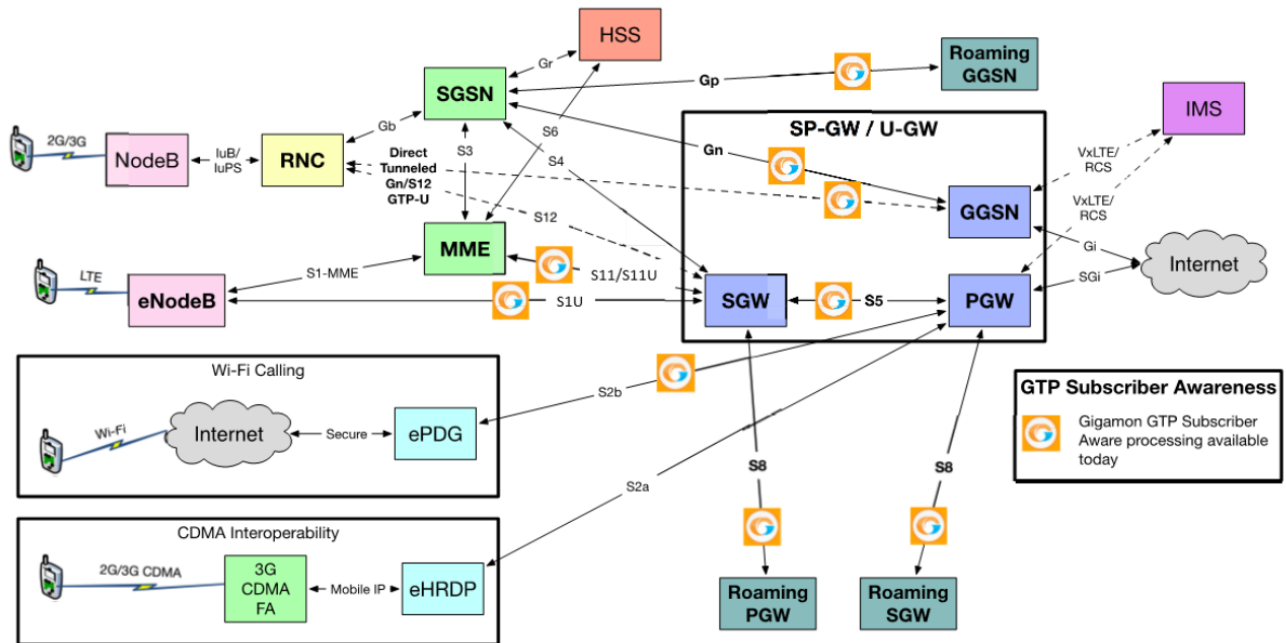 HSS
Roaming
GGSN
Gr
Gp
SGSN
IMS
2G/3G
NodeB
IuB/
IuPS
RNC
Gb
Direct
Tunneled
Gn/S12
GTP-U
S3
S6
S4
SP-GW / U-GW
Gn
VxLTE/
RCS
GGSN
VxLTE/
RCS
S12
MME
Gi
Internet
SGi
LTE
eNodeB
S1-MME
S11/S11U
S1U
SGW
S5
PGW
Wi-Fi Calling
Wi-Fi
Internet
Secure
ePDG
S2b
GTP Subscriber Awareness
Gigamon GTP Subscriber
Aware processing available
today
S8
S8
S2a
CDMA Interoperability
2G/3G CDMA
3G
CDMA
FA
Mobile IP
eHRDP
Roaming
PGW
Roaming
SGW